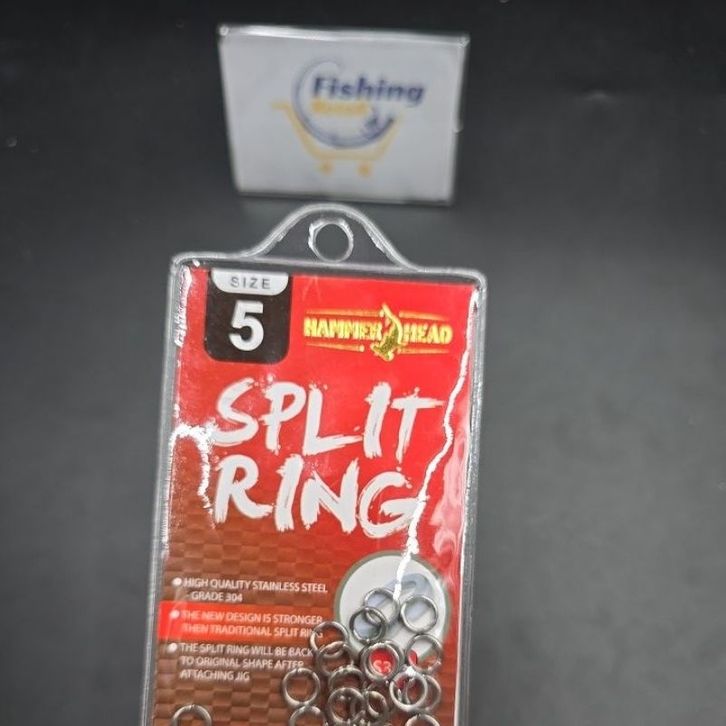 Fishing
SIZE
5
HAMMER HEAD
SPLIT
RING
HIGH QUALITY STAINLESS STEEL
- GRADE 304
THE NEW DESIGN IS STRONGER
THEN TRADITIONAL SPLIT RING
THE SPLIT RING WILL BE BACK
TO ORIGINAL SHAPE AFTER
ATTACHING JIG